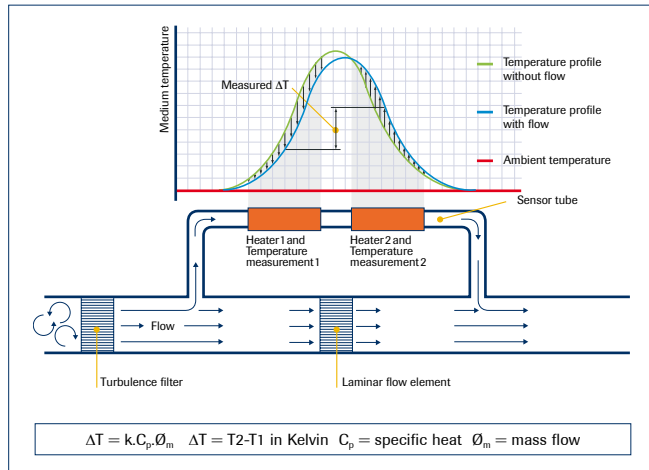 Medium temperature
Measured ΔT
Temperature profile
without flow
Temperature profile
with flow
Ambient temperature
Sensor tube
Heater 1 and
Temperature
measurement 1
Heater 2 and
Temperature
measurement 2
Flow
Turbulence filter
Laminar flow element
ΔT = k.Cₚ.Øₘ ΔT = T2-T1 in Kelvin Cₚ = specific heat Øₘ = mass flow